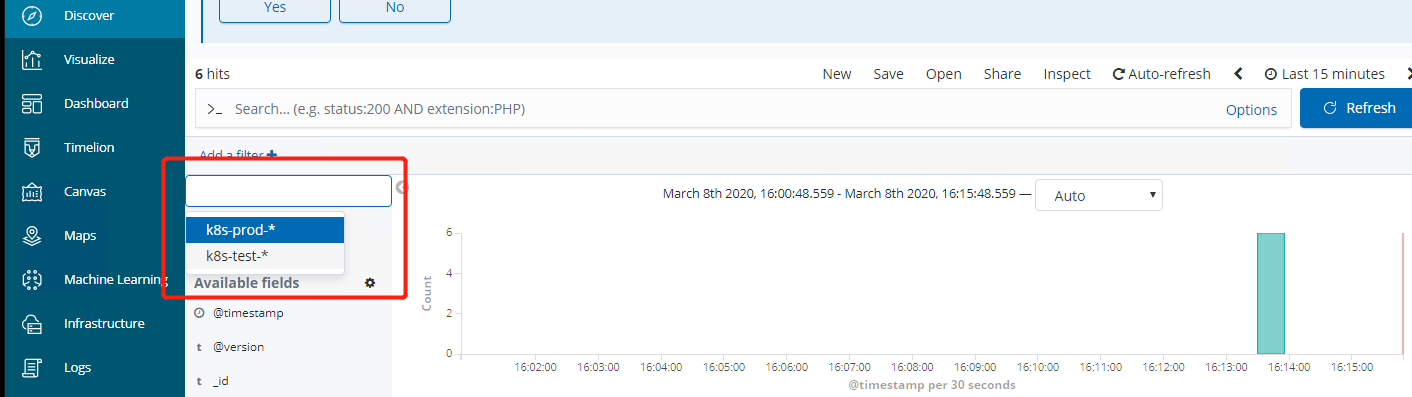 Discover
Visualize
Dashboard
Timelion
Canvas
Maps
Machine Learning
Infrastructure
Logs
Yes No
6 hits New Save Open Share Inspect Auto-refresh Last 15 minutes
>_ Search... (e.g. status:200 AND extension:PHP) Options Refresh
Add a filter +
k8s-prod-*
k8s-test-*
Available fields
@timestamp
t @version
t _id
March 8th 2020, 16:00:48.559 - March 8th 2020, 16:15:48.559 — Auto
Count
6
4
2
0
16:02:00 16:03:00 16:04:00 16:05:00 16:06:00 16:07:00 16:08:00 16:09:00 16:10:00 16:11:00 16:12:00 16:13:00 16:14:00 16:15:00
@timestamp per 30 seconds